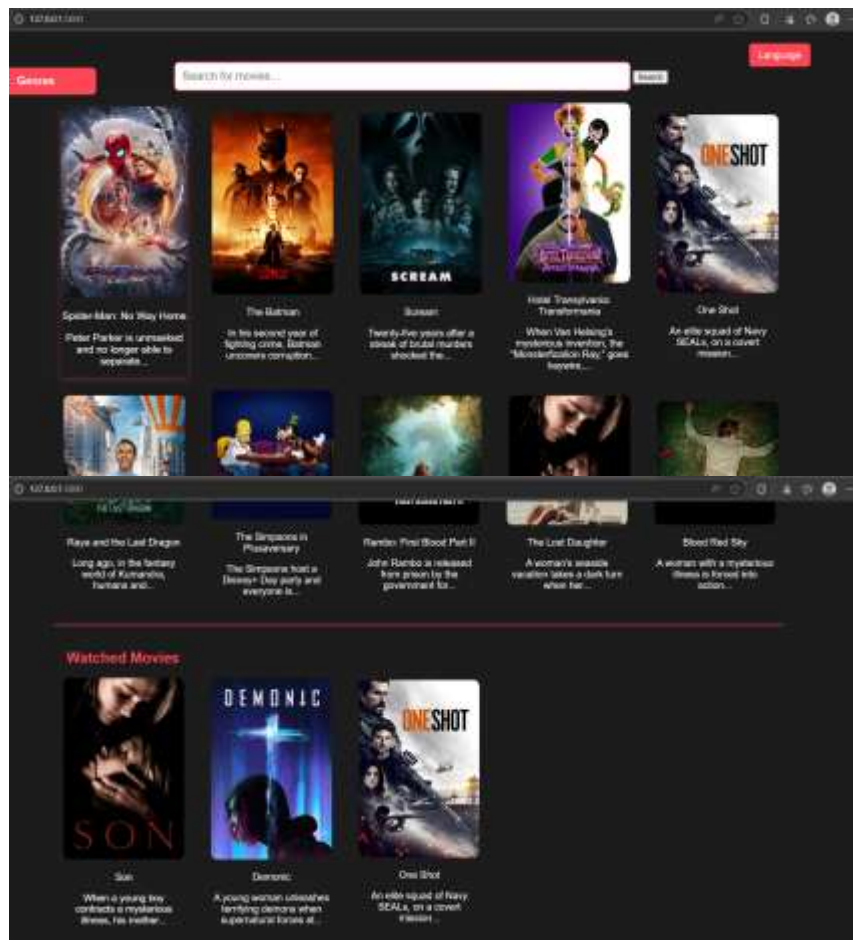 Language
Genres
Search for movies...
Search
ONE SHOT
SCREAM
Spider-Man: No Way Home
Peter Parker is unmasked
and no longer able to
separate...
The Batman
In his second year of
fighting crime, Batman
uncovers corruption...
Scream
Twenty-five years after a
streak of brutal murders
shocked the...
Hotel Transylvania:
Transformania
When Van Helsing's
mysterious invention, the
"Monsterfication Ray," goes
haywire,...
One Shot
An elite squad of Navy
SEALs, on a covert
mission...
Raya and the Last Dragon
Long ago, in the fantasy
world of Kumandra,
humans and...
The Simpsons in
Plusaversary
The Simpsons host a
Disney+ Day party and
everyone is...
Rambo: First Blood Part II
John Rambo is released
from prison by the
government for...
The Lost Daughter
A woman's seaside
vacation takes a dark turn
when her...
Blood Red Sky
A woman with a mysterious
illness is forced into
action...
Watched Movies
SON
DEMONIC
ONE SHOT
Son
When a young boy
contracts a mysterious
illness, his mother...
Demonic
A young woman unleashes
terrifying demons when
supernatural forces at...
One Shot
An elite squad of Navy
SEALs, on a covert
mission...